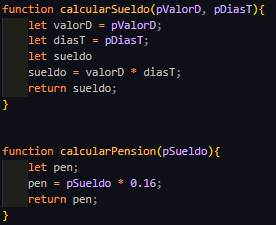 function calcularSueldo(pValorD, pDiasT){
    let valorD = pValorD;
    let diasT = pDiasT;
    let sueldo
    sueldo = valorD * diasT;
    return sueldo;
}
function calcularPension(pSueldo){
    let pen;
    pen = pSueldo * 0.16;
    return pen;
}